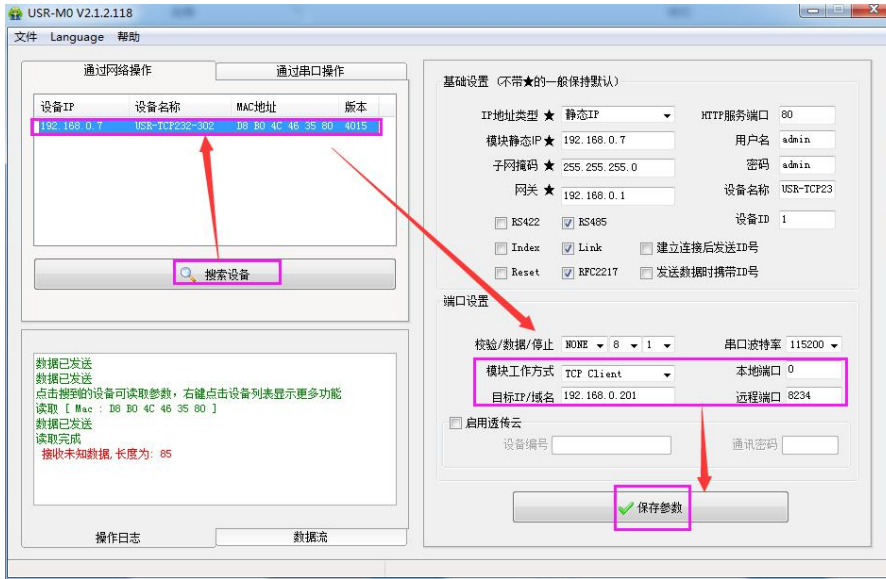 USR-M0 V2.1.2.118
文件 Language 帮助
通过网络操作 通过串口操作
设备IP 设备名称 MAC地址 版本
192.168.0.7 USR-TCP232-302 D8 B0 4C 46 35 80 4015
搜索设备
数据已发送
数据已发送
点击搜到的设备可读取参数，右键点击设备列表显示更多功能
读取 [ Mac : D8 B0 4C 46 35 80 ]
数据已发送
读取完成
接收未知数据,长度为: 85
操作日志 数据流
基础设置 (不带★的一般保持默认)
IP地址类型 ★ 静态IP HTTP服务端口 80
模块静态IP★ 192.168.0.7 用户名 admin
子网掩码 ★ 255.255.255.0 密码 admin
网关 ★ 192.168.0.1 设备名称 USR-TCP23
RS422 RS485 设备ID 1
Index Link 建立连接后发送ID号
Reset RFC2217 发送数据时携带ID号
端口设置
校验/数据/停止 NONE 8 1 串口波特率 115200
模块工作方式 TCP Client 本地端口 0
目标IP/域名 192.168.0.201 远程端口 8234
启用透传云
设备编号 通讯密码
保存参数